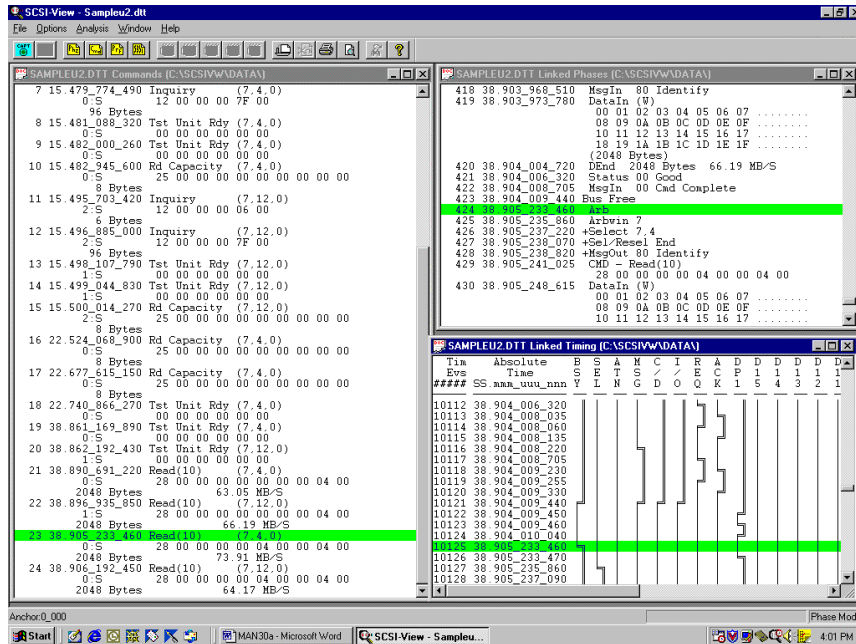 SCSI-View - Sampleu2.dtt
File Options Analysis Window Help
SAMPLEU2.DTT Commands (C:\SCSIVW\DATA\)
7 15.479_774_490 Inquiry (7,4,0)
0:S 12 00 00 00 7F 00
96 Bytes
8 15.481_088_320 Tst Unit Rdy (7,4,0)
0:S 00 00 00 00 00 00
9 15.482_000_260 Tst Unit Rdy (7,4,0)
0:S 00 00 00 00 00 00
10 15.482_945_600 Rd Capacity (7,4,0)
0:S 25 00 00 00 00 00 00 00 00 00
8 Bytes
11 15.495_703_420 Inquiry (7,12,0)
2:S 12 00 00 00 06 00
6 Bytes
12 15.496_885_000 Inquiry (7,12,0)
2:S 12 00 00 00 7F 00
96 Bytes
13 15.498_107_790 Tst Unit Rdy (7,12,0)
1:S 00 00 00 00 00 00
14 15.499_044_830 Tst Unit Rdy (7,12,0)
1:S 00 00 00 00 00 00
15 15.500_014_270 Rd Capacity (7,12,0)
2:S 25 00 00 00 00 00 00 00 00 00
8 Bytes
16 22.524_068_900 Rd Capacity (7,4,0)
0:S 25 00 00 00 00 00 00 00 00 00
8 Bytes
17 22.677_615_150 Rd Capacity (7,4,0)
0:S 25 00 00 00 00 00 00 00 00 00
8 Bytes
18 22.740_866_270 Tst Unit Rdy (7,4,0)
0:S 00 00 00 00 00 00
19 38.861_169_890 Tst Unit Rdy (7,4,0)
0:S 00 00 00 00 00 00
20 38.862_192_430 Tst Unit Rdy (7,12,0)
1:S 00 00 00 00 00 00
21 38.890_691_220 Read(10) (7,4,0)
0:S 28 00 00 00 00 00 00 00 04 00
2048 Bytes 63.05 MB/S
22 38.896_935_850 Read(10) (7,12,0)
1:S 28 00 00 00 00 00 00 00 04 00
2048 Bytes 66.19 MB/S
23 38.905_233_460 Read(10) (7,4,0)
0:S 28 00 00 00 00 04 00 00 04 00
2048 Bytes 73.91 MB/S
24 38.906_192_450 Read(10) (7,12,0)
1:S 28 00 00 00 00 04 00 00 04 00
2048 Bytes 64.17 MB/S
SAMPLEU2.DTT Linked Phases (C:\SCSIVW\DATA\)
418 38.903_968_510 MsgIn 80 Identify
419 38.903_973_780 DataIn (W)
00 01 02 03 04 05 06 07 ........
08 09 0A 0B 0C 0D 0E 0F ........
10 11 12 13 14 15 16 17 ........
18 19 1A 1B 1C 1D 1E 1F ........
(2048 Bytes)
420 38.904_004_720 DEnd 2048 Bytes 66.19 MB/S
421 38.904_006_320 Status 00 Good
422 38.904_008_705 MsgIn 00 Cmd Complete
423 38.904_009_440 Bus Free
424 38.905_233_460 Arb
425 38.905_235_860 Arbwin 7
426 38.905_237_220 +Select 7,4
427 38.905_238_070 +Sel/Resel End
428 38.905_238_820 +MsgOut 80 Identify
429 38.905_241_025 CMD - Read(10)
28 00 00 00 00 04 00 00 04 00
430 38.905_248_615 DataIn (W)
00 01 02 03 04 05 06 07 ........
08 09 0A 0B 0C 0D 0E 0F ........
10 11 12 13 14 15 16 17 ........
SAMPLEU2.DTT Linked Timing (C:\SCSIVW\DATA\)
Tim Absolute B S A M C I R A D D D D D D
Evs Time S E T S / / E C P 1 1 1 1 1
##### SS.mmm_uuu_nnn Y L N G D O Q K 1 5 4 3 2 1
10112 38.904_006_320
10113 38.904_008_035
10114 38.904_008_060
10115 38.904_008_135
10116 38.904_008_220
10117 38.904_008_705
10118 38.904_009_230
10119 38.904_009_255
10120 38.904_009_330
10121 38.904_009_440
10122 38.904_009_450
10123 38.904_009_460
10124 38.904_010_040
10125 38.905_233_460
10126 38.905_233_470
10127 38.905_235_860
10128 38.905_237_090
Anchor:0_000
Phase Mod
Start
MAN30a - Microsoft Word
SCSI-View - Sampleu...
4:01 PM